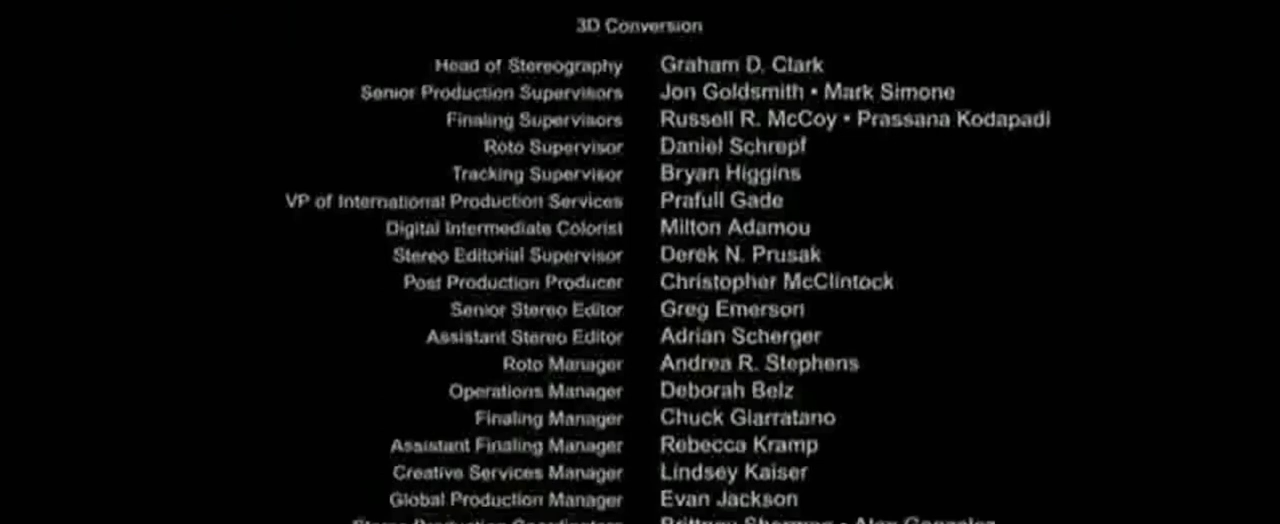 3D Conversion
Head of Stereography Graham D. Clark
Senior Production Supervisors Jon Goldsmith • Mark Simone
Finaling Supervisors Russell R. McCoy • Prassana Kodapadi
Roto Supervisor Daniel Schrepf
Tracking Supervisor Bryan Higgins
VP of International Production Services Prafull Gade
Digital Intermediate Colorist Milton Adamou
Stereo Editorial Supervisor Derek N. Prusak
Post Production Producer Christopher McClintock
Senior Stereo Editor Greg Emerson
Assistant Stereo Editor Adrian Scherger
Roto Manager Andrea R. Stephens
Operations Manager Deborah Belz
Finaling Manager Chuck Giarratano
Assistant Finaling Manager Rebecca Kramp
Creative Services Manager Lindsey Kaiser
Global Production Manager Evan Jackson